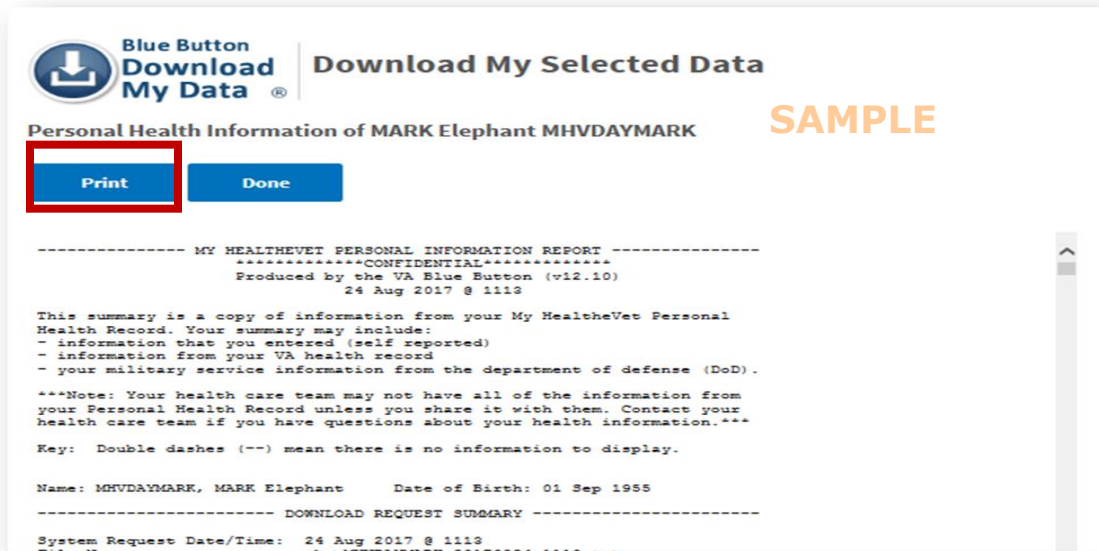 Blue Button
Download
My Data ®
Download My Selected Data
SAMPLE
Personal Health Information of MARK Elephant MHVDAYMARK
Print
Done
--------------- MY HEALTHEVET PERSONAL INFORMATION REPORT ---------------
*************CONFIDENTIAL*************
Produced by the VA Blue Button (v12.10)
24 Aug 2017 @ 1113
This summary is a copy of information from your My HealtheVet Personal
Health Record. Your summary may include:
- information that you entered (self reported)
- information from your VA health record
- your military service information from the department of defense (DoD).
***Note: Your health care team may not have all of the information from
your Personal Health Record unless you share it with them. Contact your
health care team if you have questions about your health information.***
Key: Double dashes (--) mean there is no information to display.
Name: MHVDAYMARK, MARK Elephant Date of Birth: 01 Sep 1955
------------------------ DOWNLOAD REQUEST SUMMARY -----------------------
System Request Date/Time: 24 Aug 2017 @ 1113